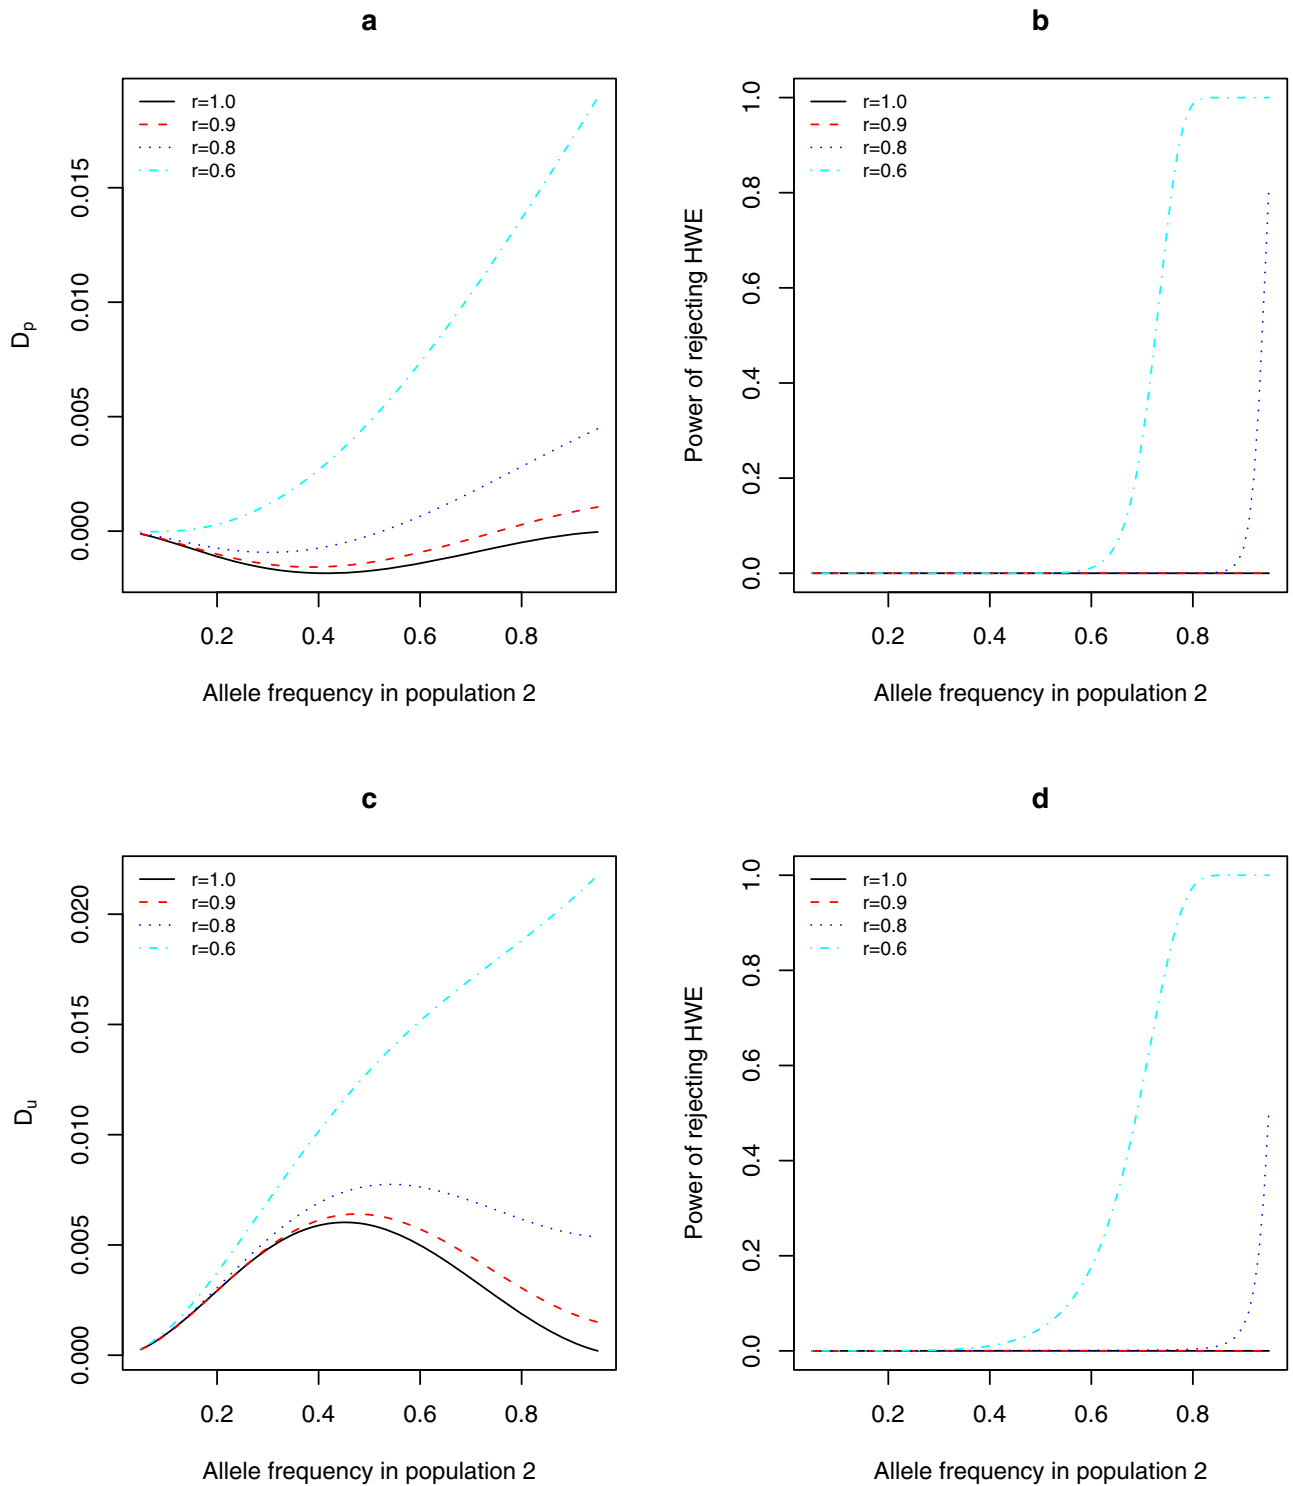 a
r=1.0
r=0.9
r=0.8
r=0.6
0.015
0.010
0.005
0.000
D_p
0.2 0.4 0.6 0.8
Allele frequency in population 2
b
r=1.0
r=0.9
r=0.8
r=0.6
1.0
0.8
0.6
0.4
0.2
0.0
Power of rejecting HWE
0.2 0.4 0.6 0.8
Allele frequency in population 2
c
r=1.0
r=0.9
r=0.8
r=0.6
0.020
0.015
0.010
0.005
0.000
D_u
0.2 0.4 0.6 0.8
Allele frequency in population 2
d
r=1.0
r=0.9
r=0.8
r=0.6
1.0
0.8
0.6
0.4
0.2
0.0
Power of rejecting HWE
0.2 0.4 0.6 0.8
Allele frequency in population 2